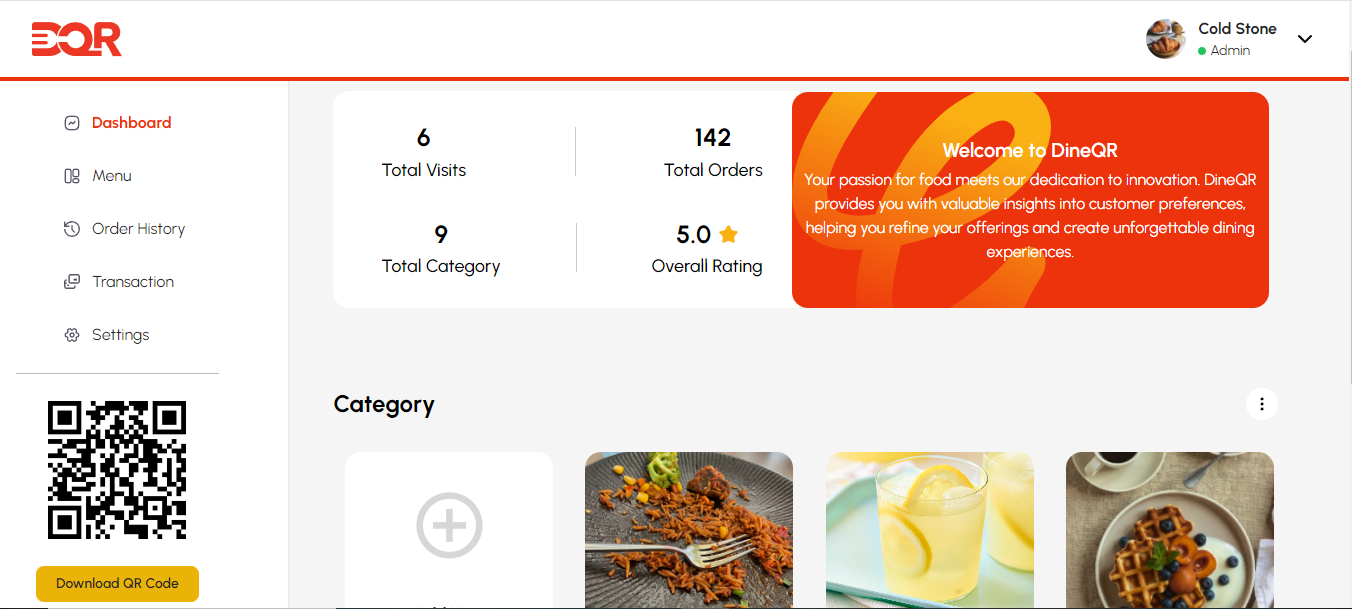 DQR
Cold Stone
Admin
Dashboard
Menu
Order History
Transaction
Settings
Download QR Code
6
Total Visits
142
Total Orders
9
Total Category
5.0
Overall Rating
Welcome to DineQR
Your passion for food meets our dedication to innovation. DineQR
provides you with valuable insights into customer preferences,
helping you refine your offerings and create unforgettable dining
experiences.
Category